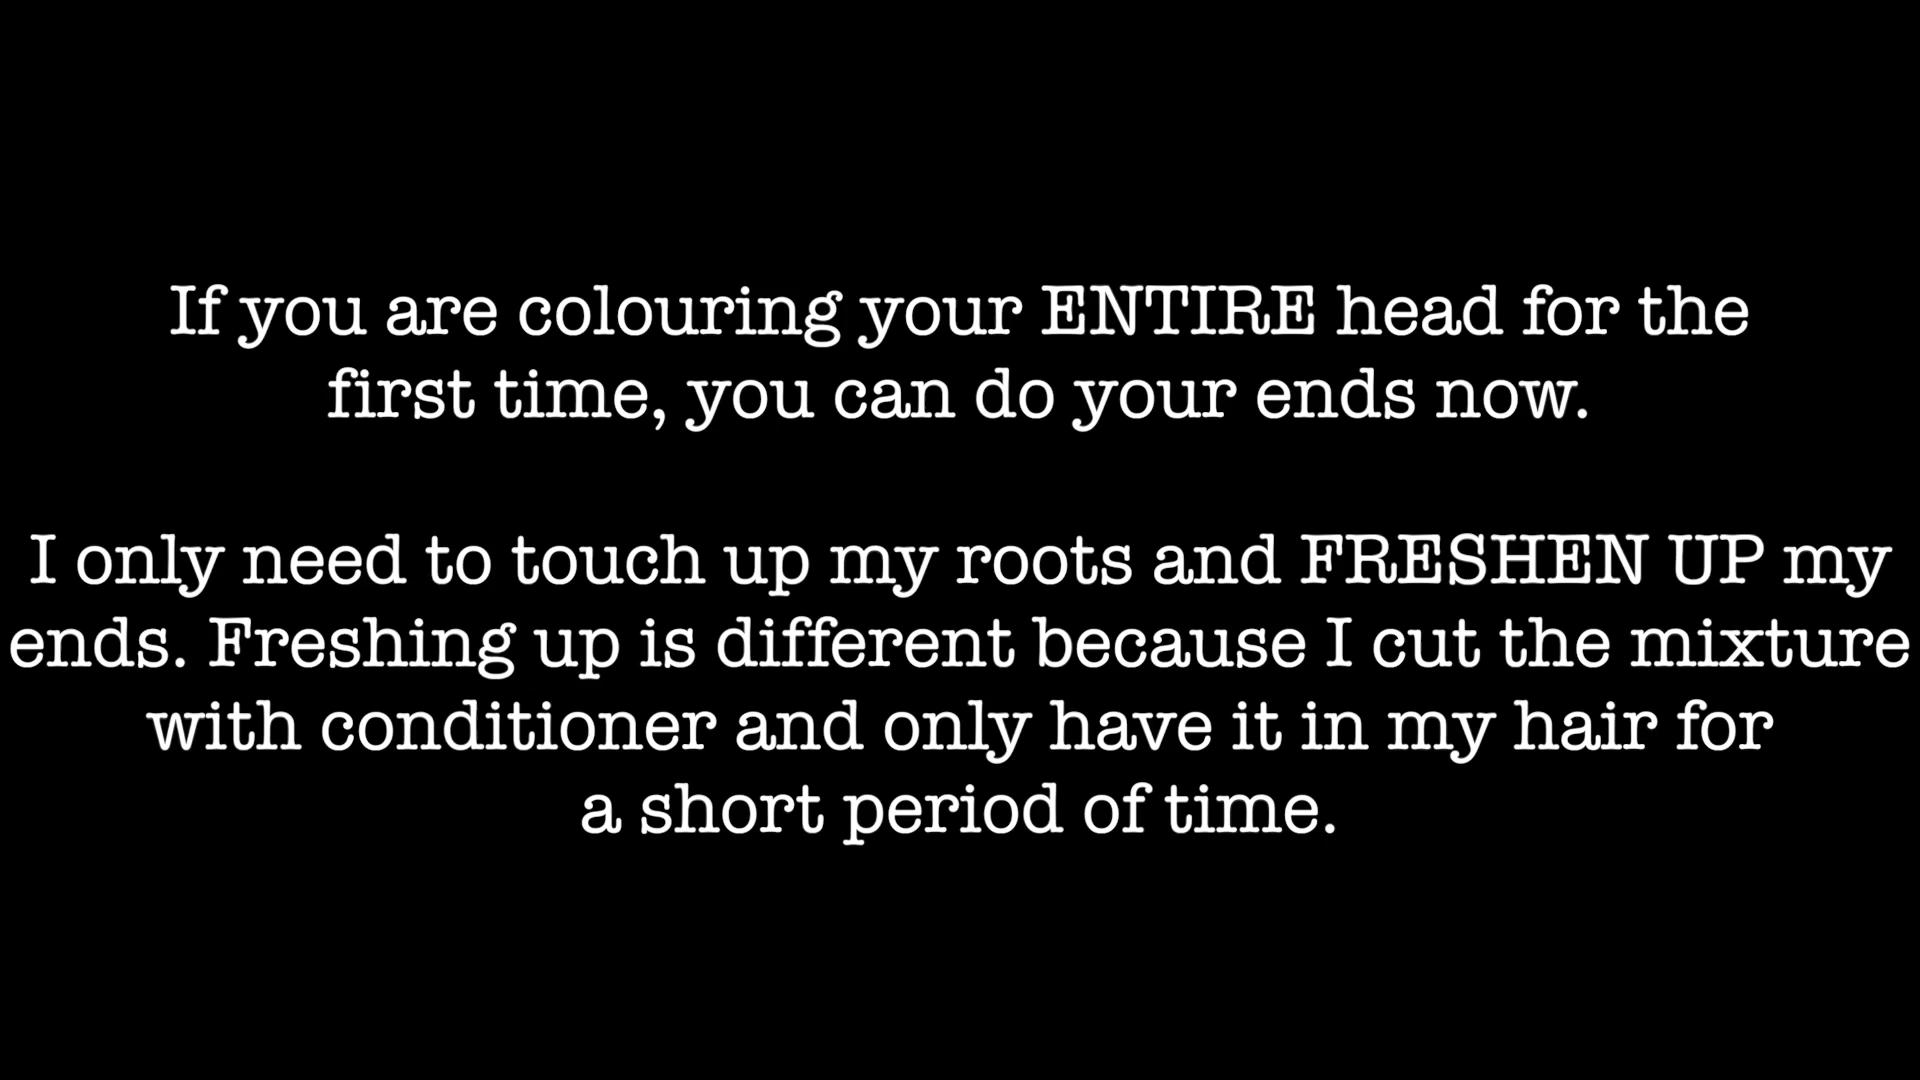 If you are colouring your ENTIRE head for the
first time, you can do your ends now.
I only need to touch up my roots and FRESHEN UP my
ends. Freshing up is different because I cut the mixture
with conditioner and only have it in my hair for
a short period of time.